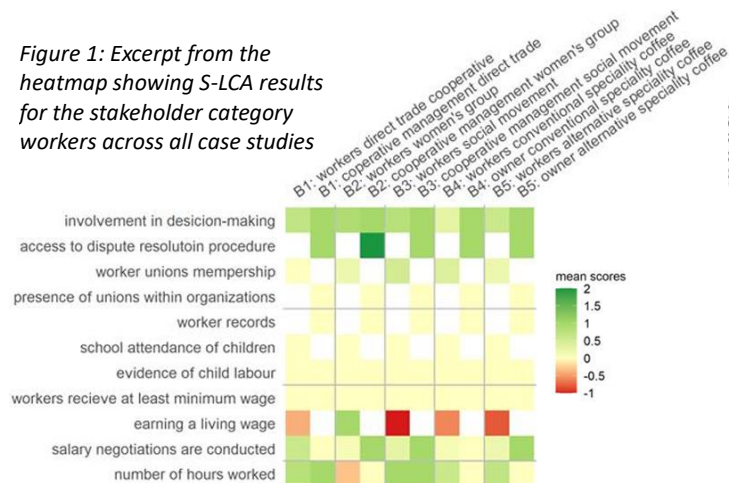 Figure 1: Excerpt from the
heatmap showing S-LCA results
for the stakeholder category
workers across all case studies
B1: workers direct trade cooperative
B1: coperative management direct trade
B2: workers women's group
B2: cooperative management women's group
B3: workers social movement
B3: cooperative management social movement
B4: workers conventional speciality coffee
B4: owner conventional speciality coffee
B5: workers alternative speciality coffee
B5: owner alternative speciality coffee
involvement in desicion-making
access to dispute resolutoin procedure
worker unions mempership
presence of unions within organizations
worker records
school attendance of children
evidence of child labour
workers recieve at least minimum wage
earning a living wage
salary negotiations are conducted
number of hours worked
mean scores
2
1.5
1
0.5
0
-0.5
-1